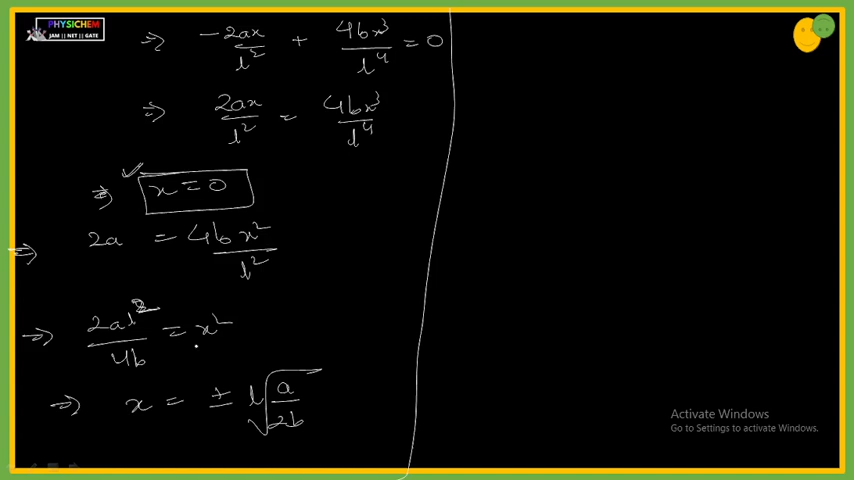 PHYSICHEM
JAM || NET || GATE
⇒ -2ax/l² + 4bx³/l⁴ = 0
⇒ 2ax/l² = 4bx³/l⁴
⇒ x = 0
⇒ 2a = 4bx²/l²
⇒ 2al²/4b = x²
⇒ x = ± l√(a/2b)
Activate Windows
Go to Settings to activate Windows.